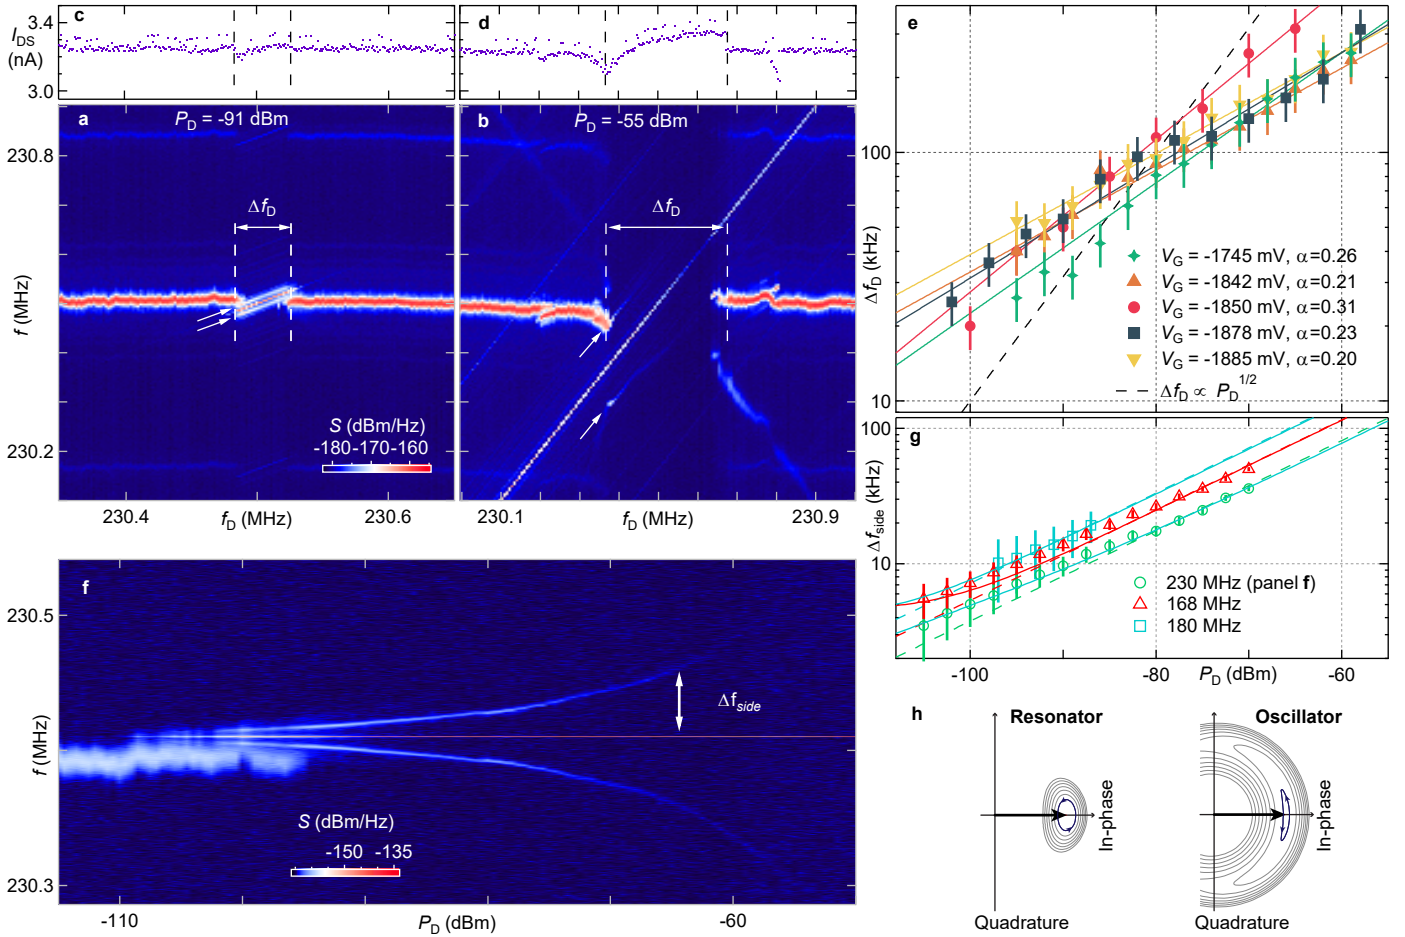 c
I_DS (nA)
3.4
3.0
d
a
P_D = -91 dBm
Δf_D
f (MHz)
230.8
230.2
S (dBm/Hz)
-180 -170 -160
230.4
f_D (MHz)
230.6
b
P_D = -55 dBm
Δf_D
230.1
f_D (MHz)
230.9
e
Δf_D (kHz)
100
10
V_G = -1745 mV, α=0.26
V_G = -1842 mV, α=0.21
V_G = -1850 mV, α=0.31
V_G = -1878 mV, α=0.23
V_G = -1885 mV, α=0.20
Δf_D ∝ P_D^1/2
g
Δf_side (kHz)
100
10
230 MHz (panel f)
168 MHz
180 MHz
-100
P_D (dBm)
-80
-60
f
f (MHz)
230.5
230.3
Δf_side
S (dBm/Hz)
-150 -135
-110
P_D (dBm)
-60
h
Resonator
In-phase
Quadrature
Oscillator
In-phase
Quadrature